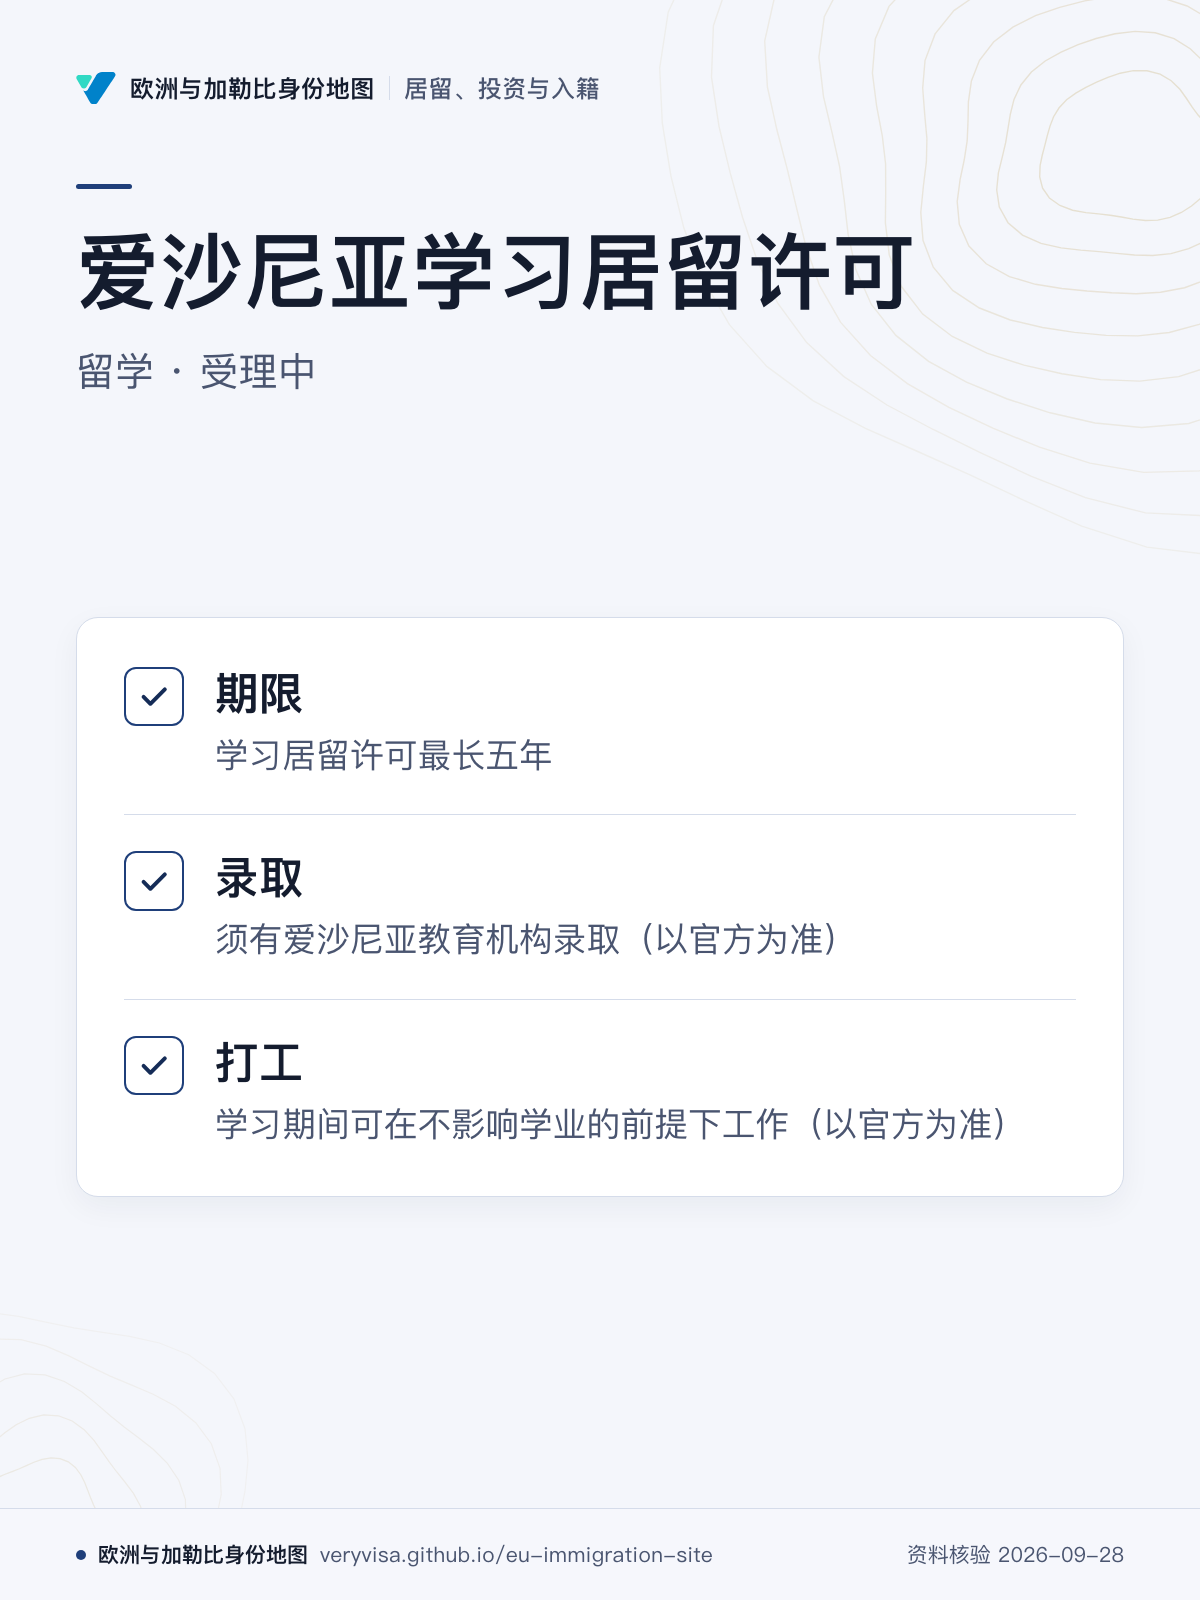 欧洲与加勒比身份地图 居留、投资与入籍
爱沙尼亚学习居留许可
留学 · 受理中
期限
学习居留许可最长五年
录取
须有爱沙尼亚教育机构录取（以官方为准）
打工
学习期间可在不影响学业的前提下工作（以官方为准）
欧洲与加勒比身份地图 veryvisa.github.io/eu-immigration-site 资料核验 2026-09-28